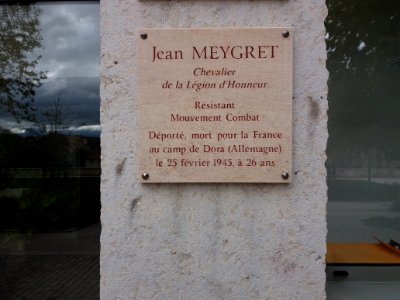 Jean MEYGRET
Chevalier
de la Légion d'Honneur
Résistant
Mouvement Combat
Déporté, mort pour la France
au camp de Dora (Allemagne)
le 25 février 1945, à 26 ans